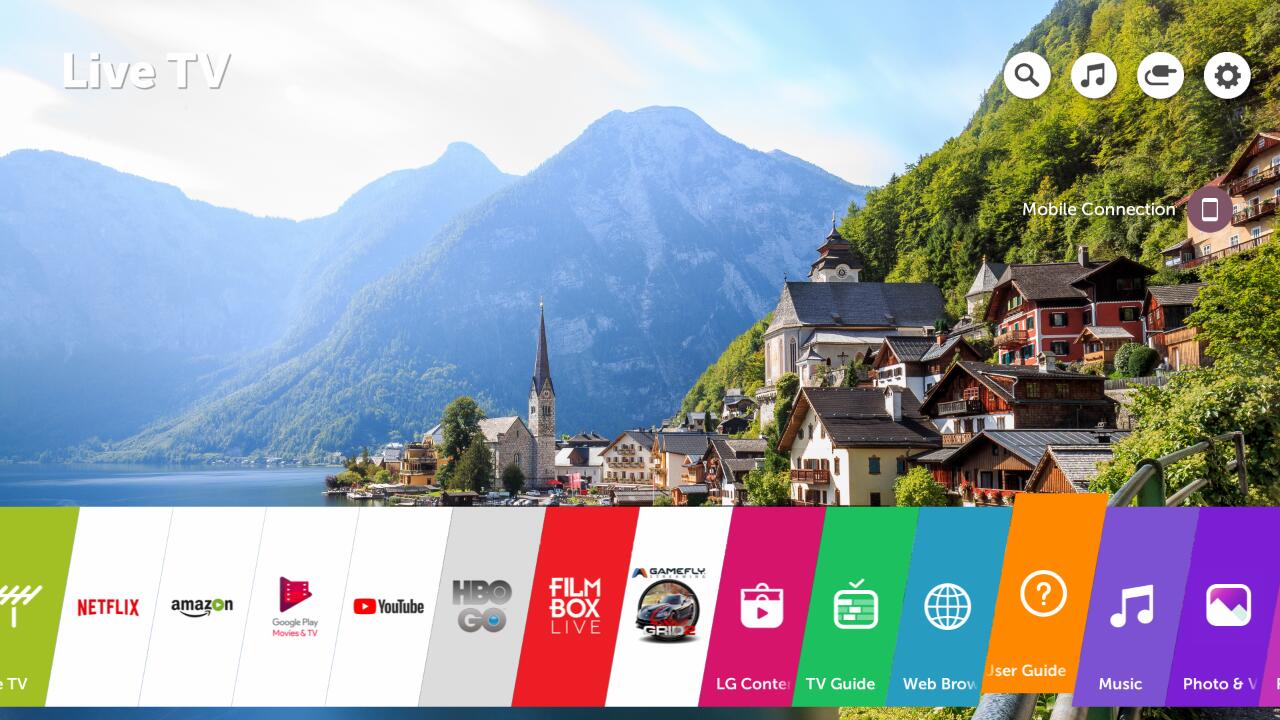 Live TV
Mobile Connection
NETFLIX
amazon
Google Play
Movies & TV
YouTube
HBO
GO
FILM
BOX
LIVE
GAMEFLY
STREAMING
GRID 2
e TV
LG Conte
TV Guide
Web Brow
User Guide
Music
Photo & V